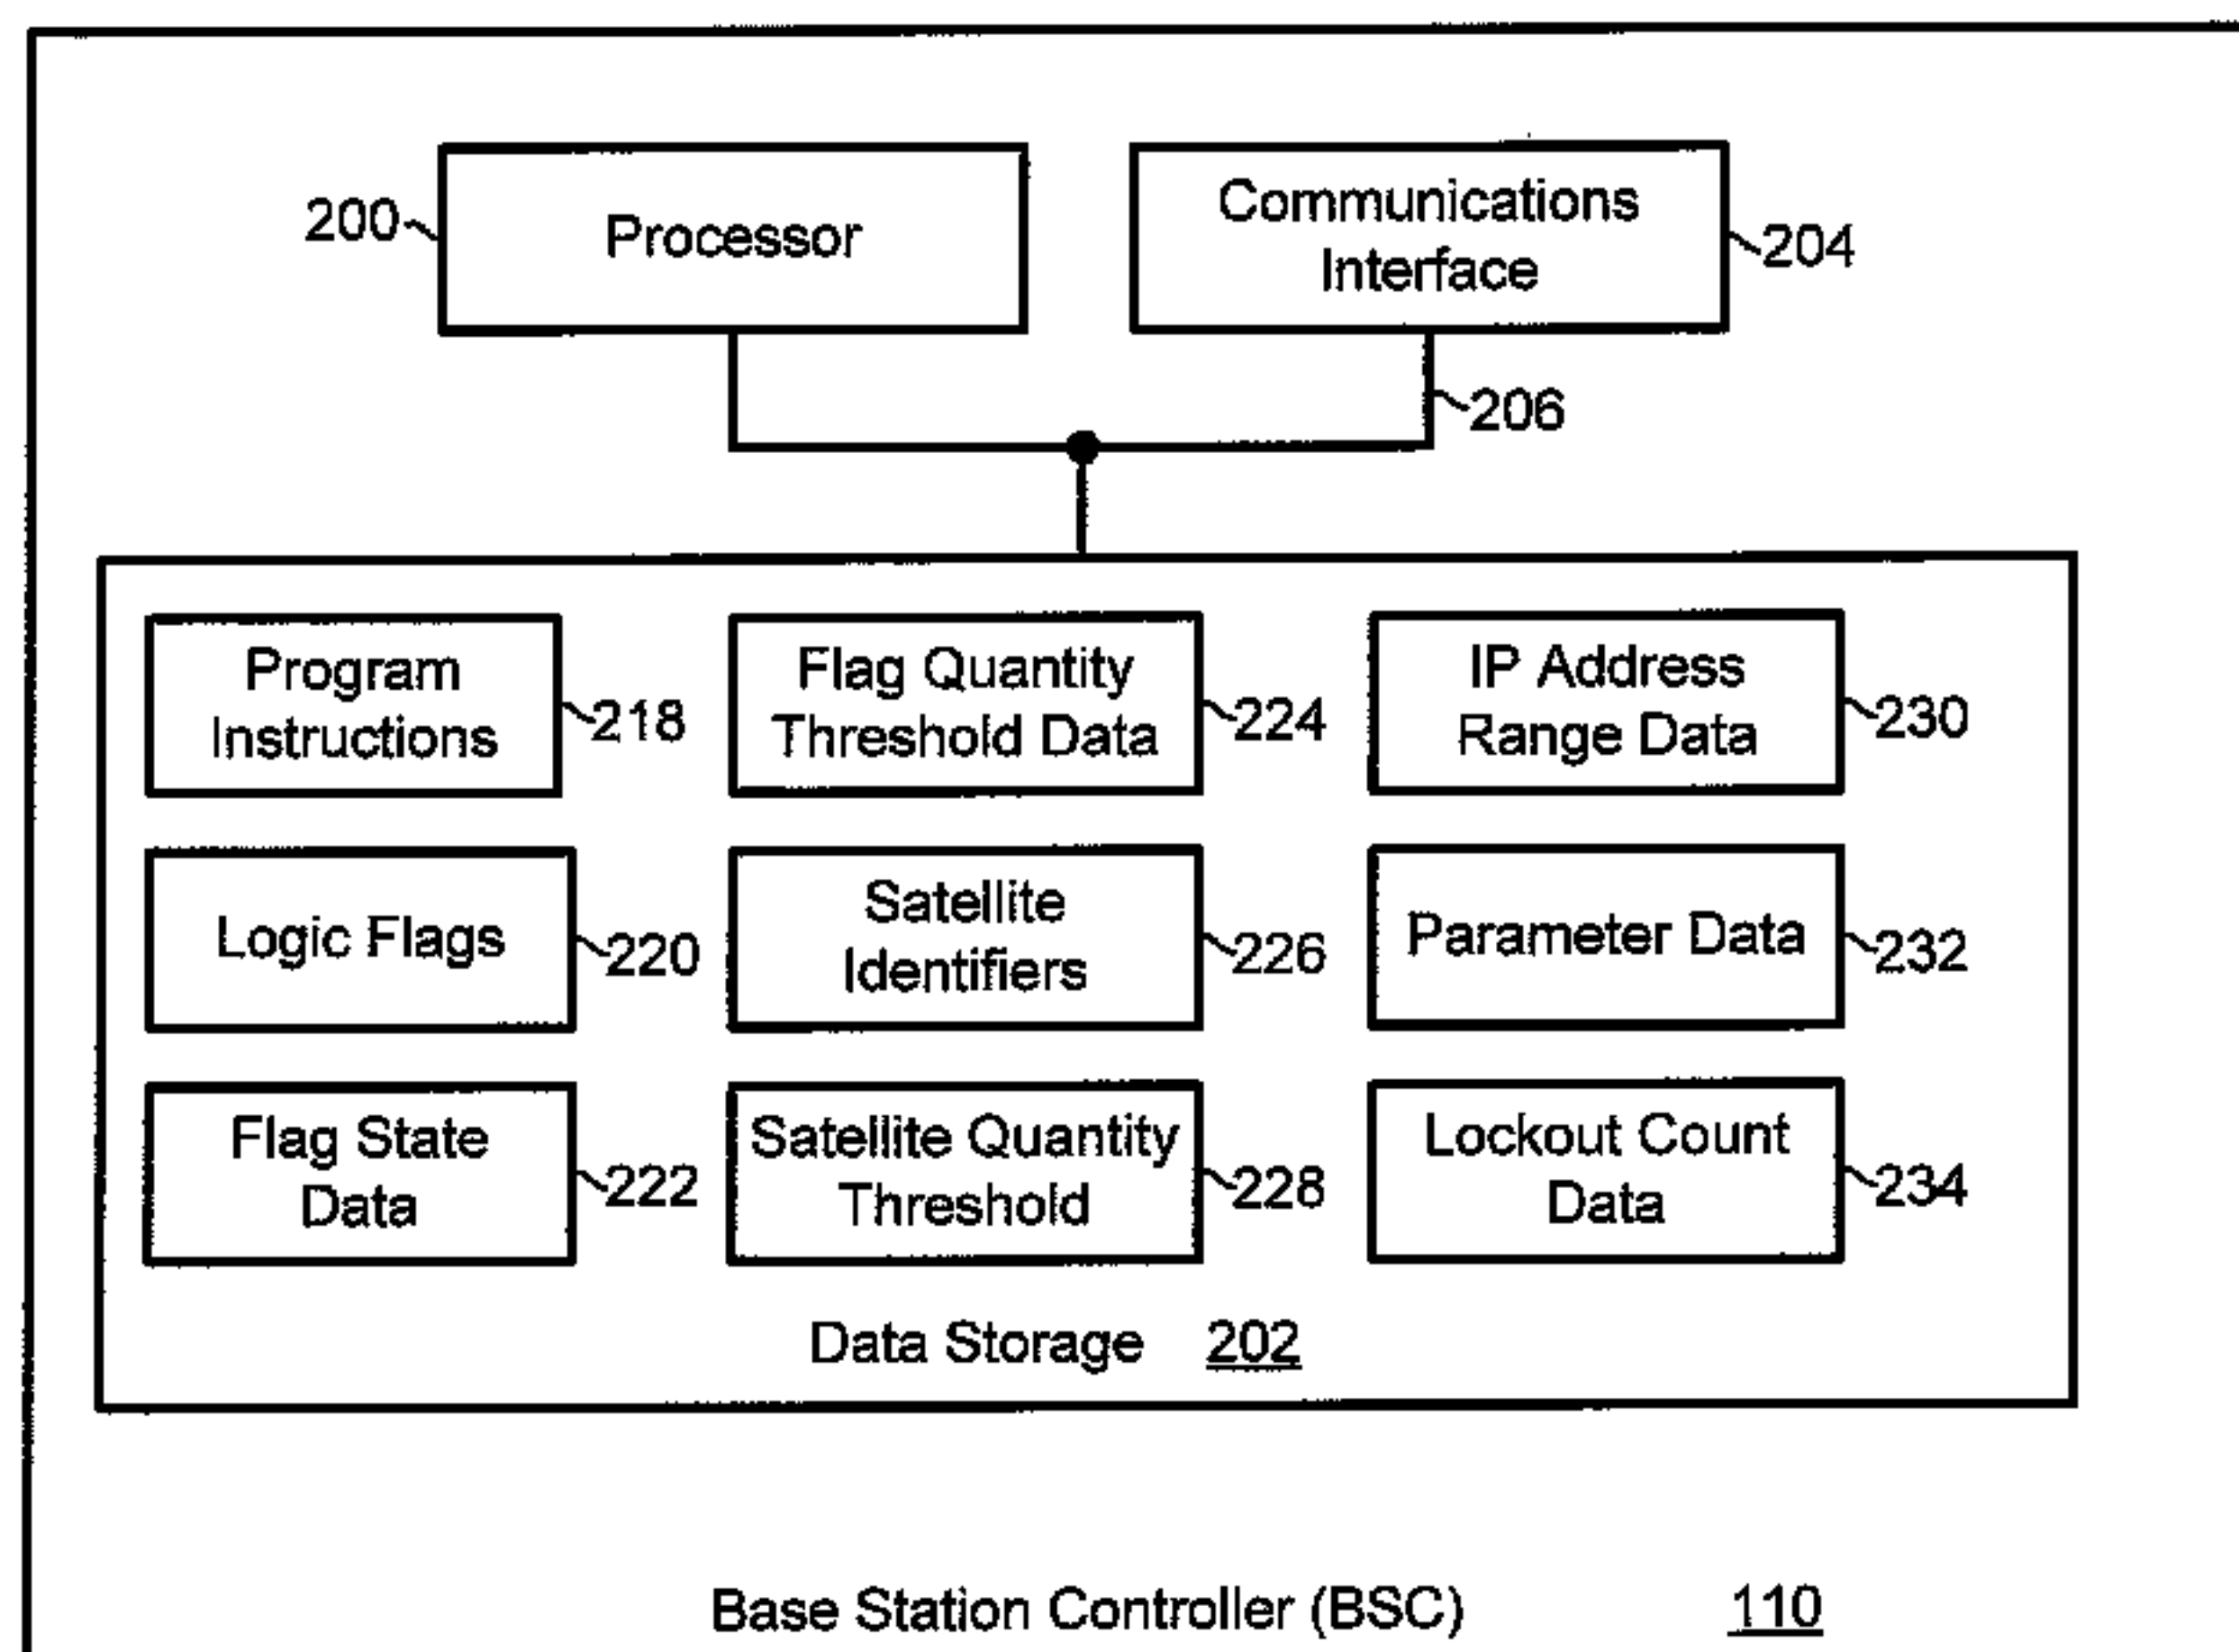 200
Processor
Communications
Interface
204
206
Program
Instructions
218
Flag Quantity
Threshold Data
224
IP Address
Range Data
230
Logic Flags
220
Satellite
Identifiers
226
Parameter Data
232
Flag State
Data
222
Satellite Quantity
Threshold
228
Lockout Count
Data
234
Data Storage 202
Base Station Controller (BSC) 110